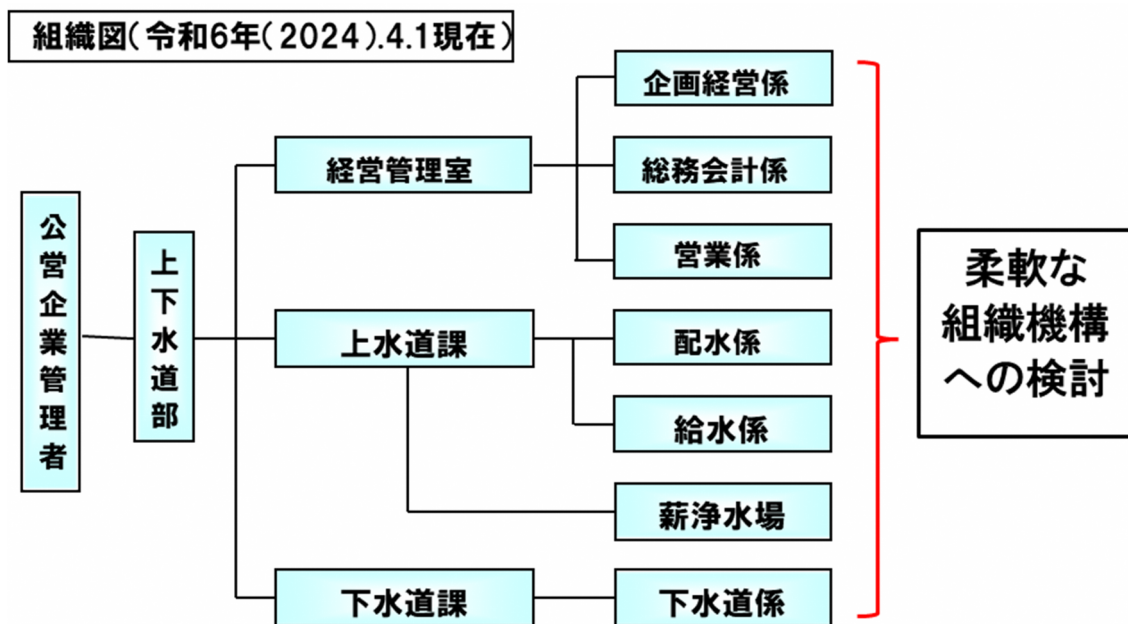 組織図(令和6年(2024).4.1現在)
公営企業管理者
上下水道部
経営管理室
企画経営係
総務会計係
営業係
上水道課
配水係
給水係
薪浄水場
下水道課
下水道係
柔軟な
組織機構
への検討